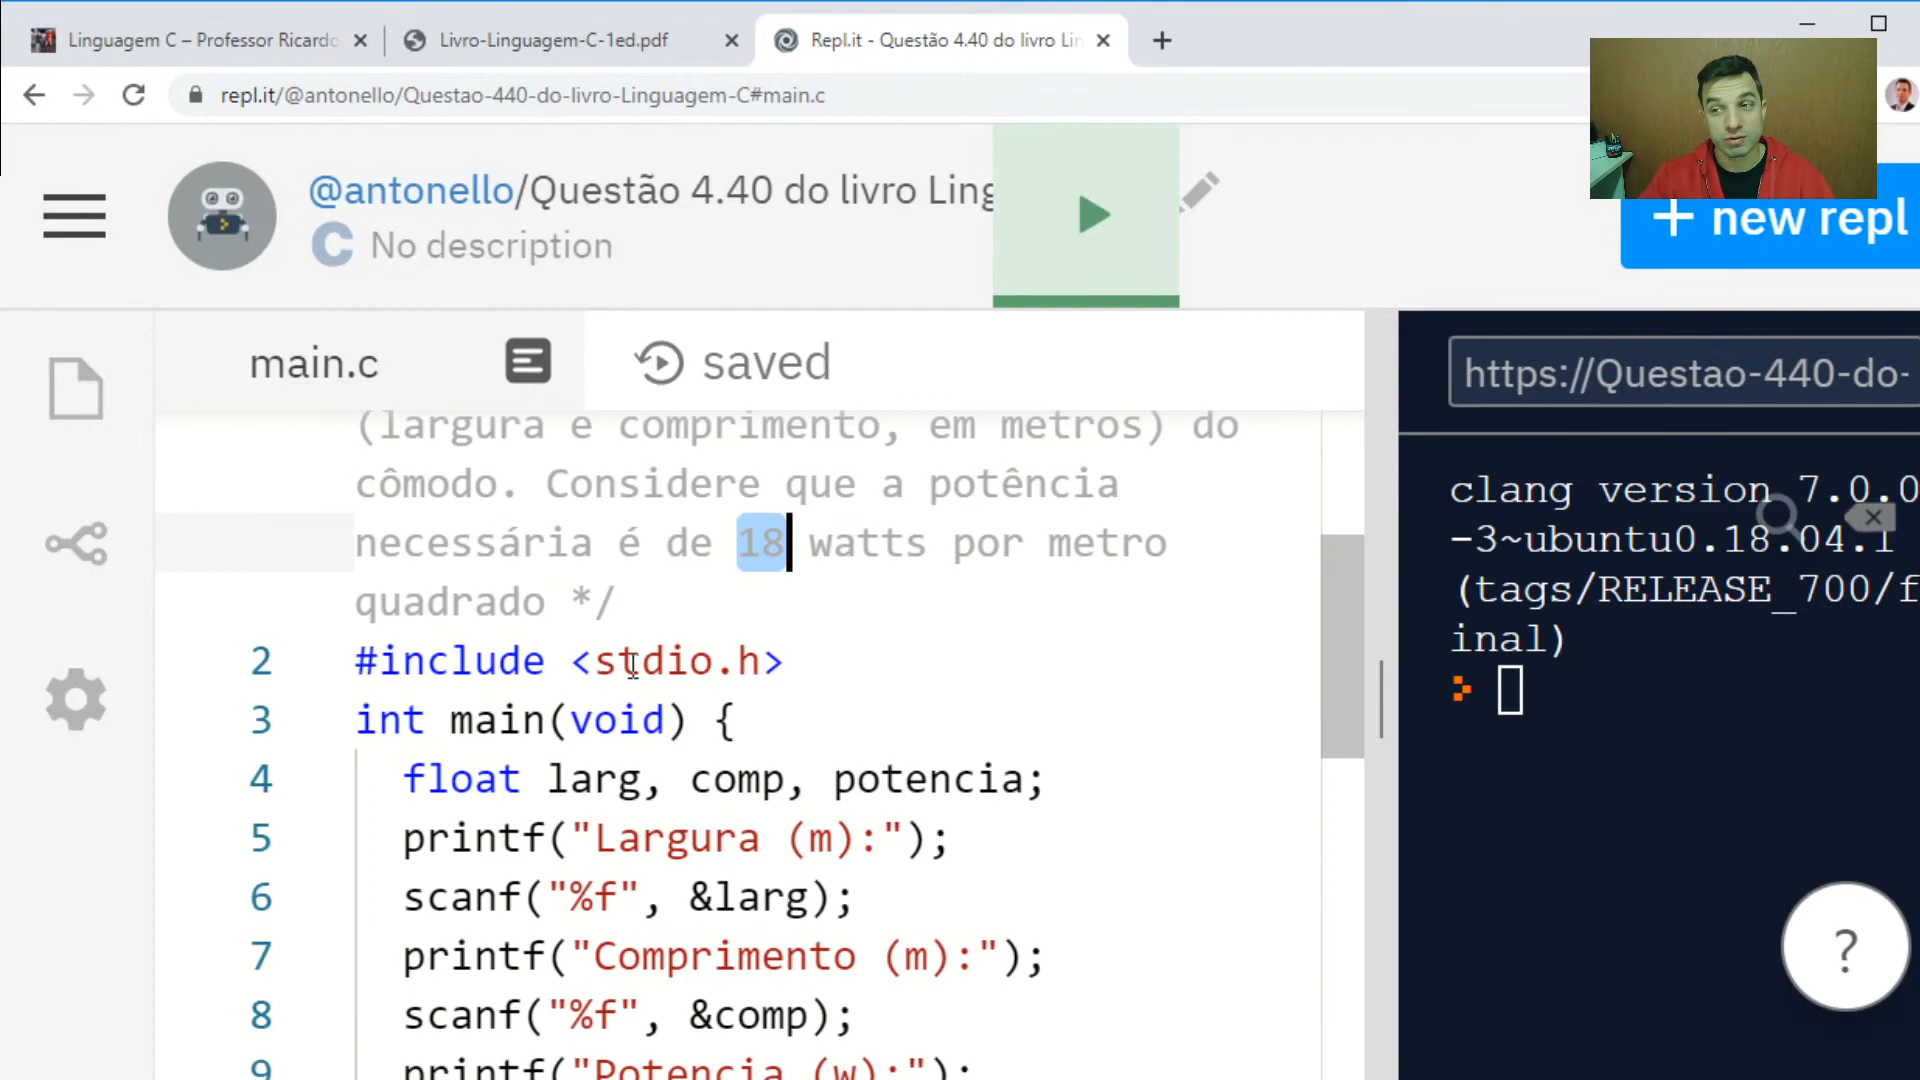 Linguagem C – Professor Ricardo
Livro-Linguagem-C-1ed.pdf
Repl.it - Questão 4.40 do livro Lin
repl.it/@antonello/Questao-440-do-livro-Linguagem-C#main.c
@antonello/Questão 4.40 do livro Ling
C No description
+ new repl
main.c
saved
https://Questao-440-do-
(largura e comprimento, em metros) do
cômodo. Considere que a potência
necessária é de 18 watts por metro
quadrado */
2 #include <stdio.h>
3 int main(void) {
4 float larg, comp, potencia;
5 printf("Largura (m):");
6 scanf("%f", &larg);
7 printf("Comprimento (m):");
8 scanf("%f", &comp);
9 printf("Potencia (w):");
clang version 7.0.0
-3~ubuntu0.18.04.1
(tags/RELEASE_700/f
inal)
?